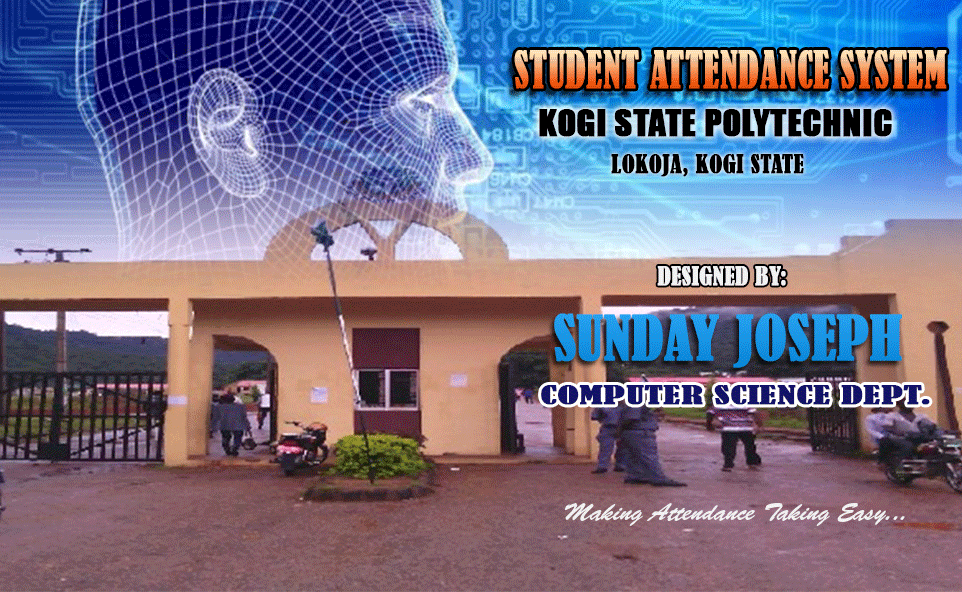 STUDENT ATTENDANCE SYSTEM
KOGI STATE POLYTECHNIC
LOKOJA, KOGI STATE
DESIGNED BY:
SUNDAY JOSEPH
COMPUTER SCIENCE DEPT.
Making Attendance Taking Easy...